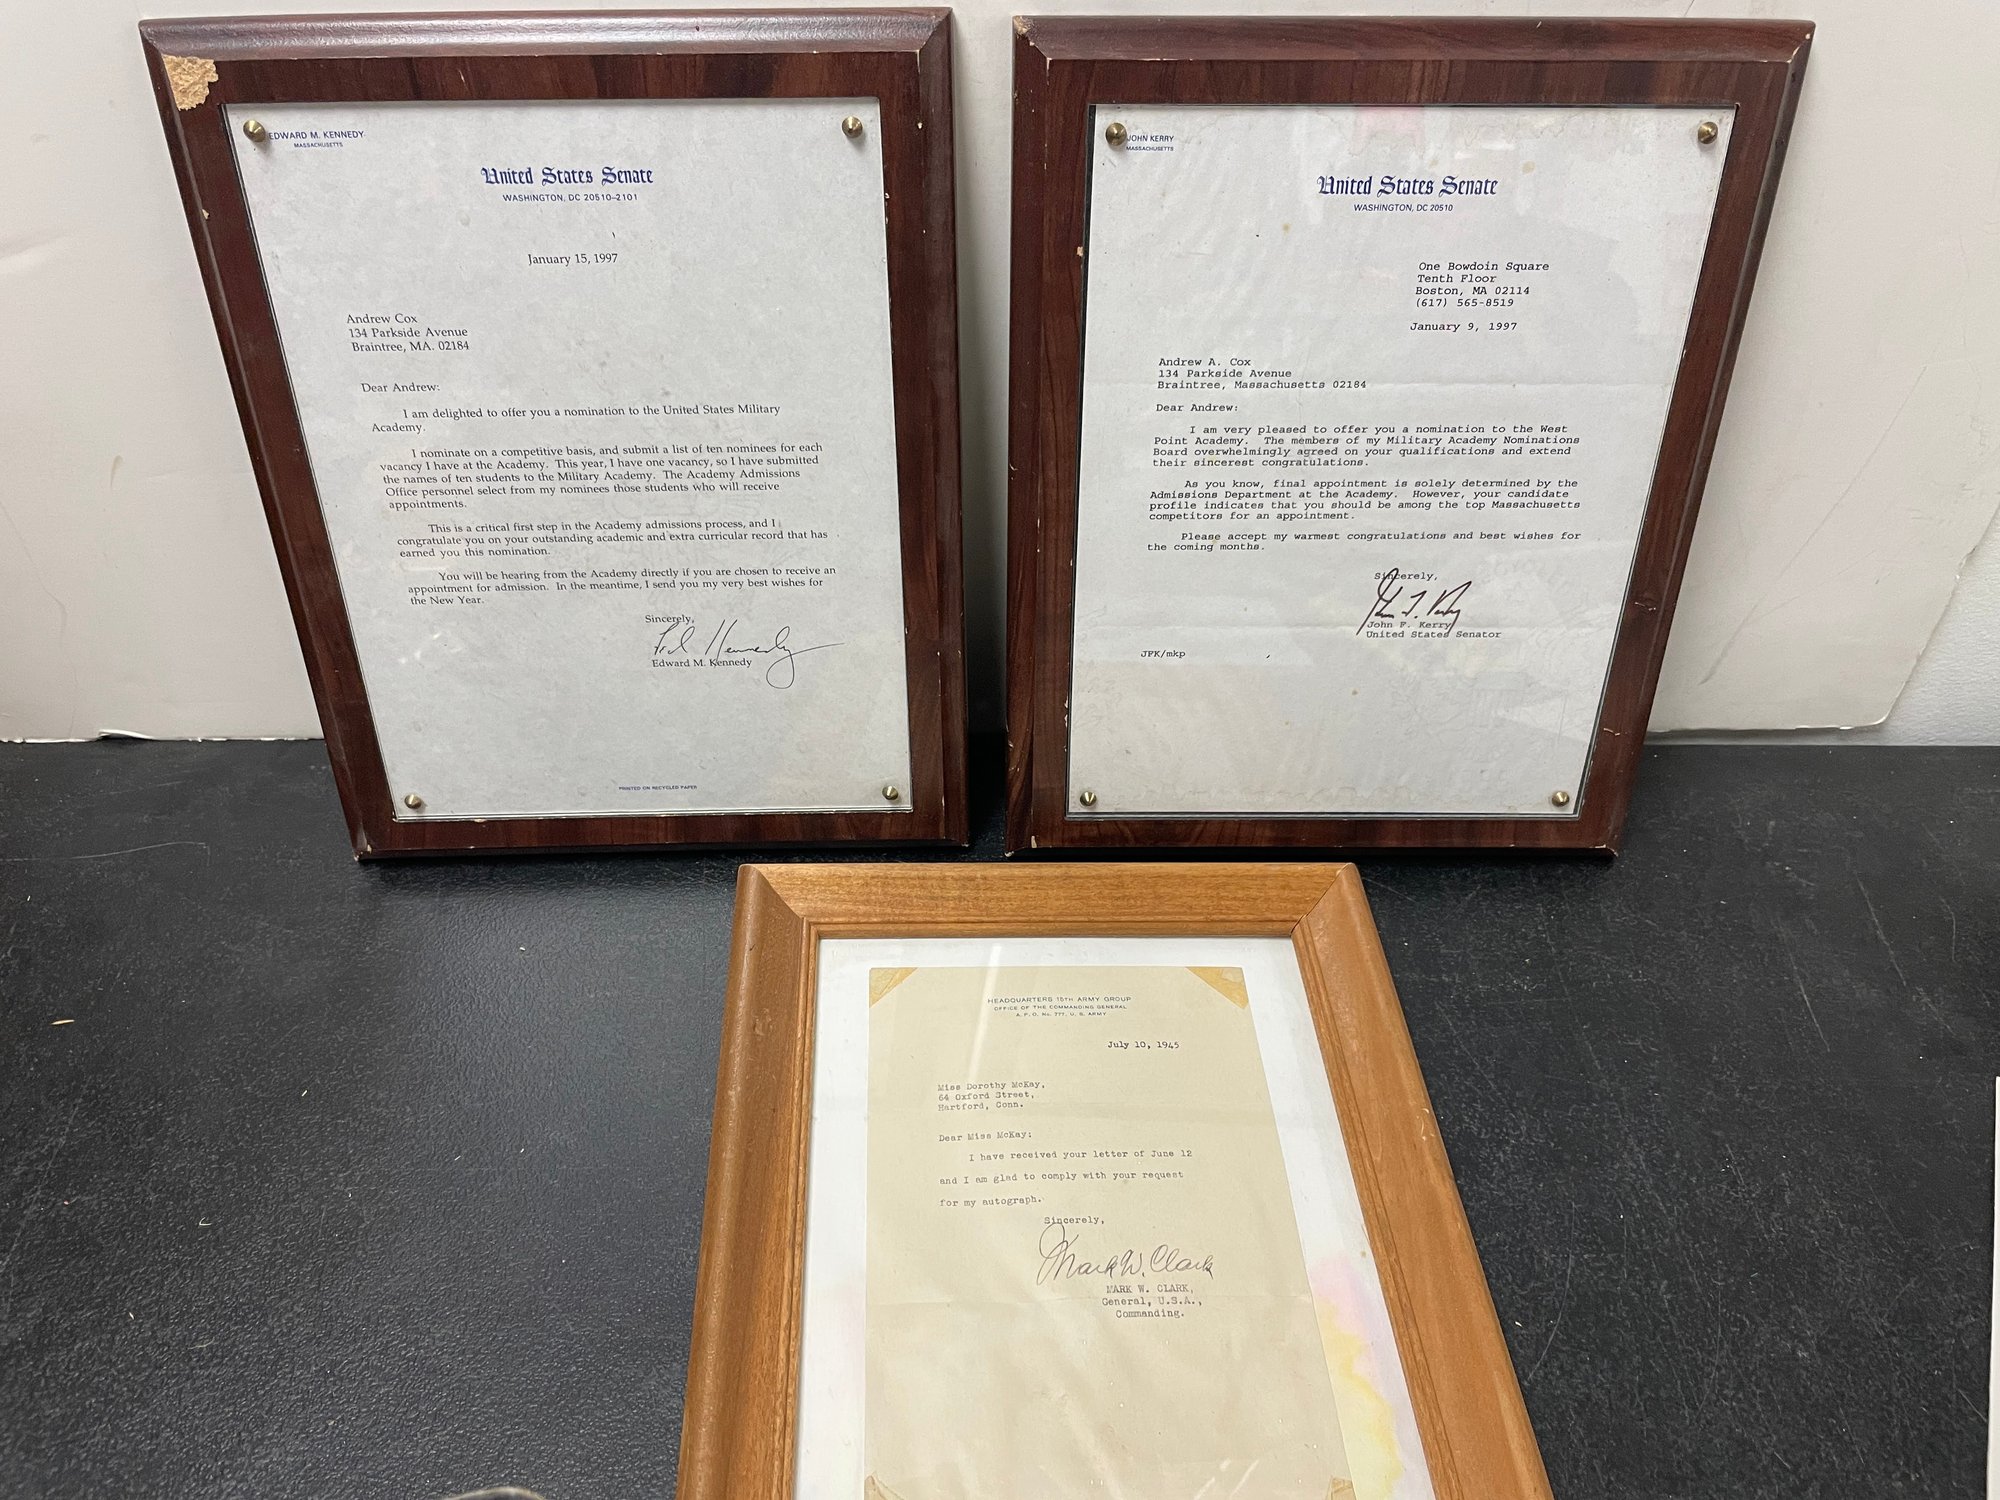 EDWARD M. KENNEDY
MASSACHUSETTS
United States Senate
WASHINGTON, DC 20510–2101
January 15, 1997
Andrew Cox
134 Parkside Avenue
Braintree, MA. 02184
Dear Andrew:
I am delighted to offer you a nomination to the United States Military
Academy.
I nominate on a competitive basis, and submit a list of ten nominees for each
vacancy I have at the Academy. This year, I have one vacancy, so I have submitted
the names of ten students to the Military Academy. The Academy Admissions
Office personnel select from my nominees those students who will receive
appointments.
This is a critical first step in the Academy admissions process, and I
congratulate you on your outstanding academic and extra curricular record that has
earned you this nomination.
You will be hearing from the Academy directly if you are chosen to receive an
appointment for admission. In the meantime, I send you my very best wishes for
the New Year.
Sincerely,
Ted Kennedy
Edward M. Kennedy
PRINTED ON RECYCLED PAPER
JOHN KERRY
MASSACHUSETTS
United States Senate
WASHINGTON, DC 20510
One Bowdoin Square
Tenth Floor
Boston, MA 02114
(617) 565-8519
January 9, 1997
Andrew A. Cox
134 Parkside Avenue
Braintree, Massachusetts 02184
Dear Andrew:
I am very pleased to offer you a nomination to the West
Point Academy. The members of my Military Academy Nominations
Board overwhelmingly agreed on your qualifications and extend
their sincerest congratulations.
As you know, final appointment is solely determined by the
Admissions Department at the Academy. However, your candidate
profile indicates that you should be among the top Massachusetts
competitors for an appointment.
Please accept my warmest congratulations and best wishes for
the coming months.
Sincerely,
John F. Kerry
John F. Kerry
United States Senator
JFK/mkp
HEADQUARTERS 15TH ARMY GROUP
OFFICE OF THE COMMANDING GENERAL
A. P. O. No. 777, U. S. ARMY
July 10, 1945
Miss Dorothy McKay,
64 Oxford Street,
Hartford, Conn.
Dear Miss McKay:
I have received your letter of June 12
and I am glad to comply with your request
for my autograph.
Sincerely,
Mark W. Clark
MARK W. CLARK,
General, U.S.A.,
Commanding.